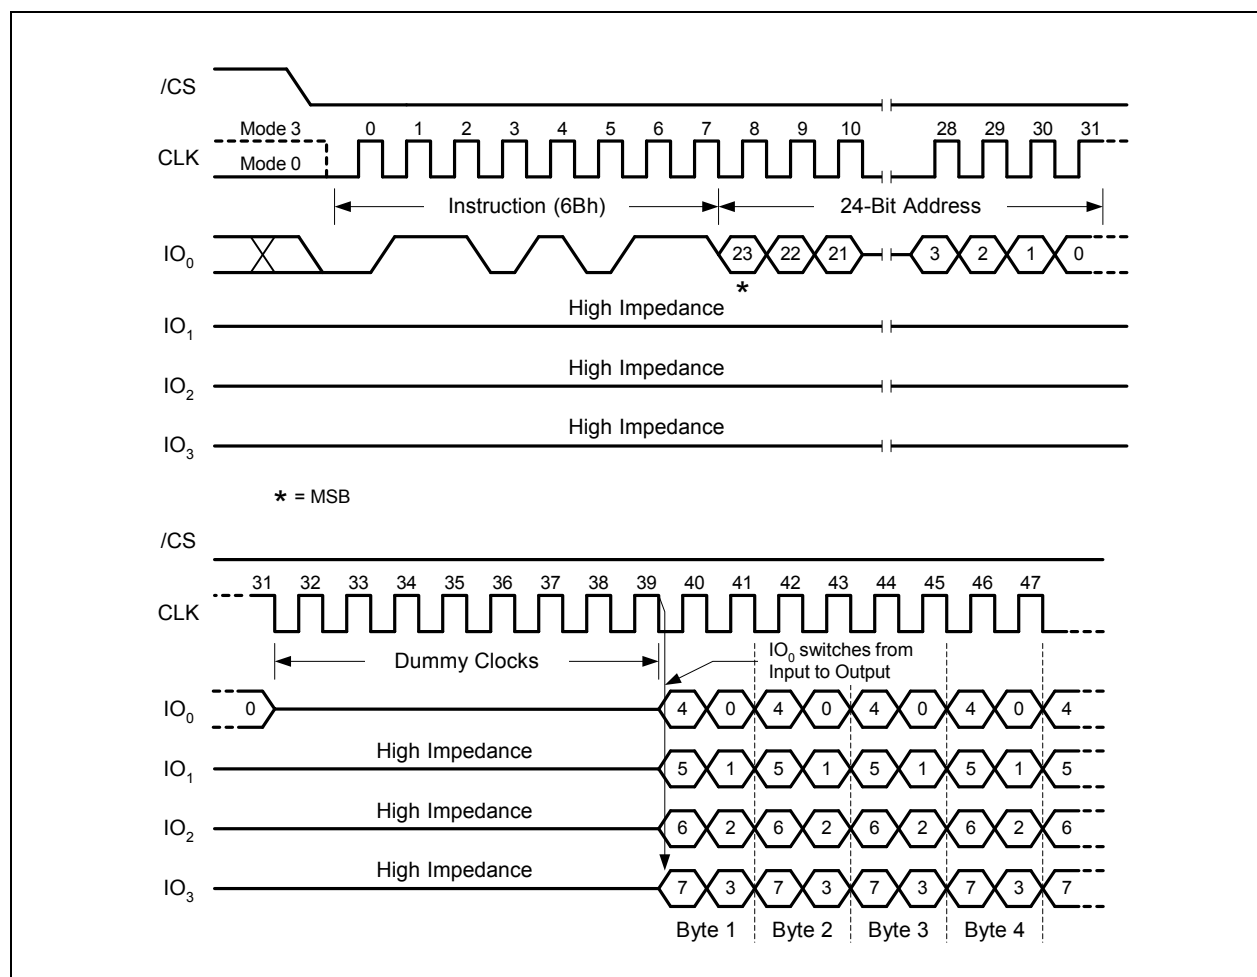 /CS
Mode 3 0 1 2 3 4 5 6 7 8 9 10 28 29 30 31
CLK Mode 0
Instruction (6Bh) 24-Bit Address
IO0 23 22 21 3 2 1 0
*
High Impedance
IO1
High Impedance
IO2
High Impedance
IO3
* = MSB
/CS
31 32 33 34 35 36 37 38 39 40 41 42 43 44 45 46 47
CLK
Dummy Clocks IO0 switches from
Input to Output
IO0 0 4 0 4 0 4 0 4 0 4
High Impedance
IO1 5 1 5 1 5 1 5 1 5
High Impedance
IO2 6 2 6 2 6 2 6 2 6
High Impedance
IO3 7 3 7 3 7 3 7 3 7
Byte 1 Byte 2 Byte 3 Byte 4